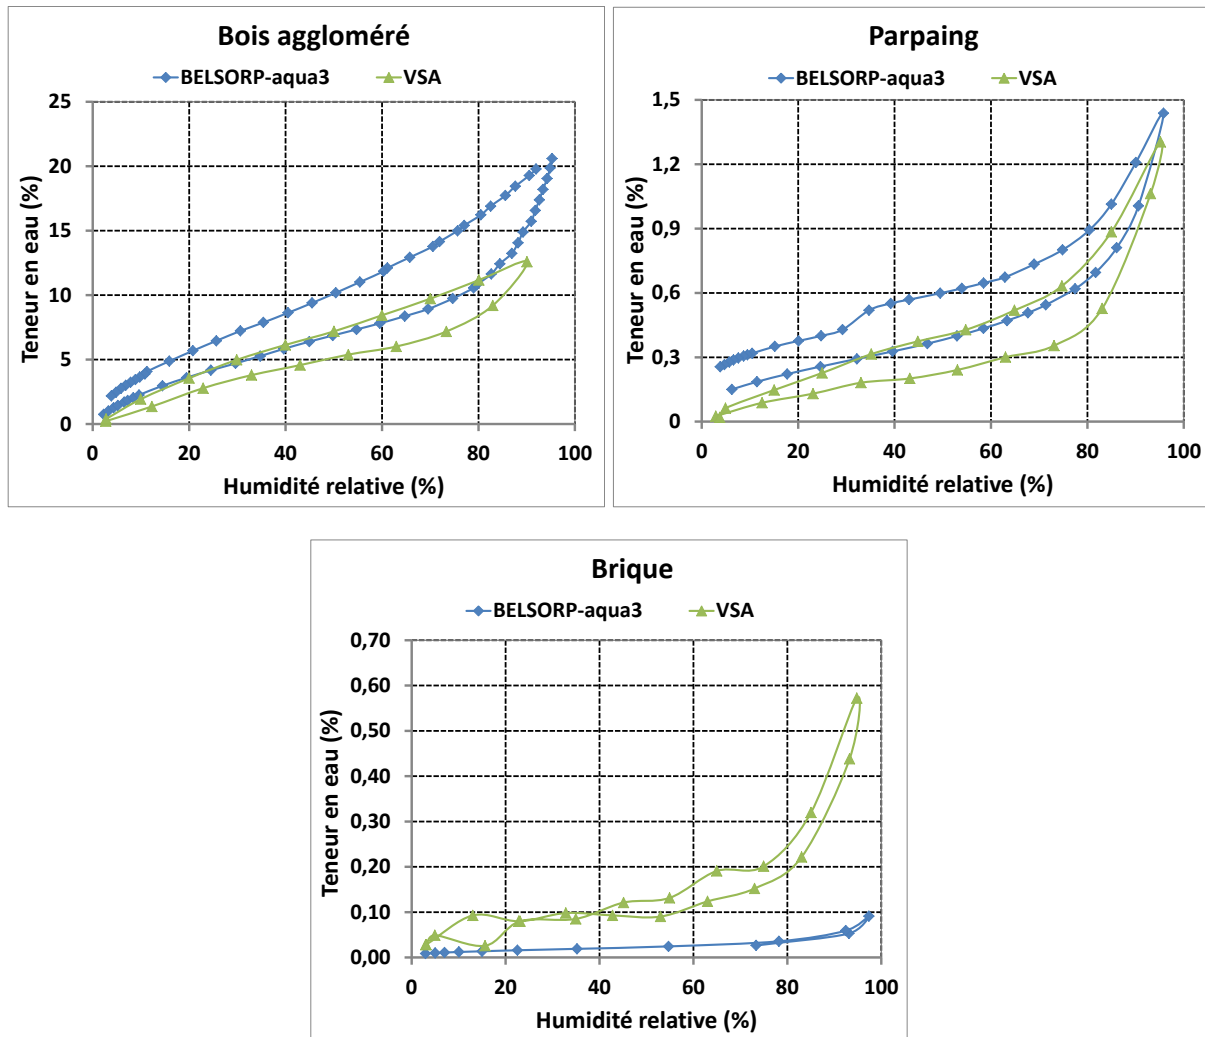 Bois aggloméré
BELSORP-aqua3 VSA
Teneur en eau (%)
25
20
15
10
5
0
0 20 40 60 80 100
Humidité relative (%)
Parpaing
BELSORP-aqua3 VSA
Teneur en eau (%)
1,5
1,2
0,9
0,6
0,3
0
0 20 40 60 80 100
Humidité relative (%)
Brique
BELSORP-aqua3 VSA
Teneur en eau (%)
0,70
0,60
0,50
0,40
0,30
0,20
0,10
0,00
0 20 40 60 80 100
Humidité relative (%)